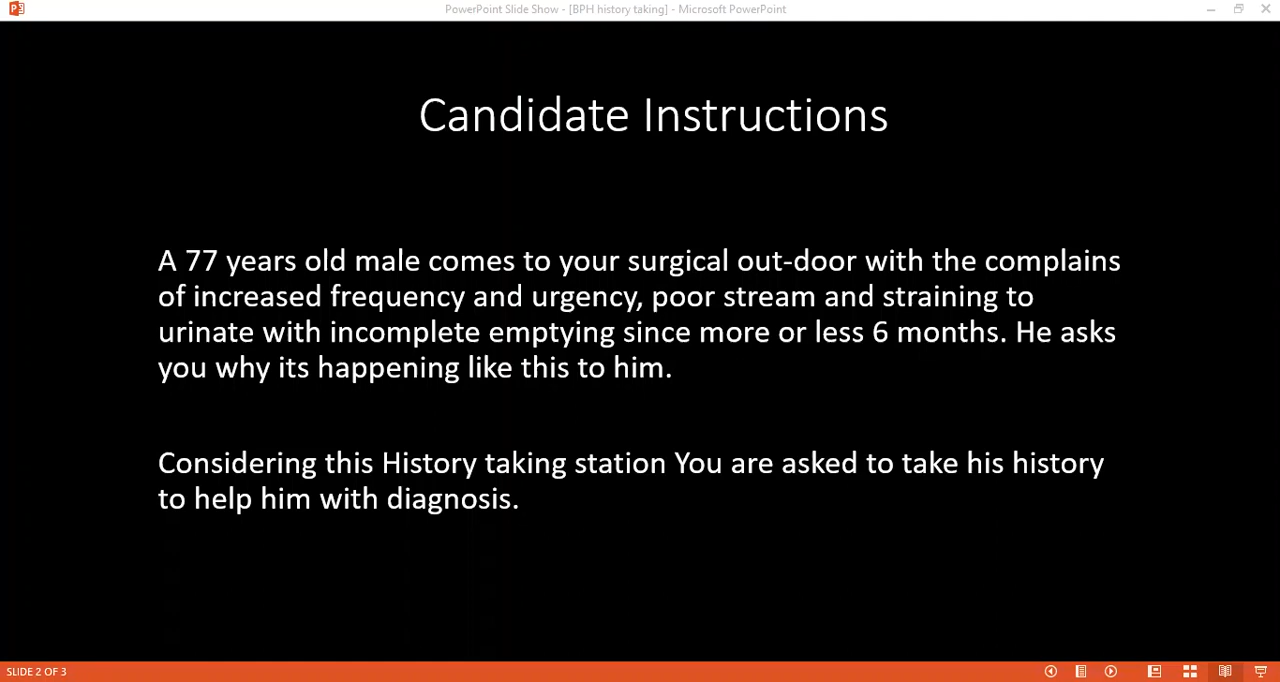 PowerPoint Slide Show - [BPH history taking] - Microsoft PowerPoint
Candidate Instructions
A 77 years old male comes to your surgical out-door with the complains
of increased frequency and urgency, poor stream and straining to
urinate with incomplete emptying since more or less 6 months. He asks
you why its happening like this to him.
Considering this History taking station You are asked to take his history
to help him with diagnosis.
SLIDE 2 OF 3